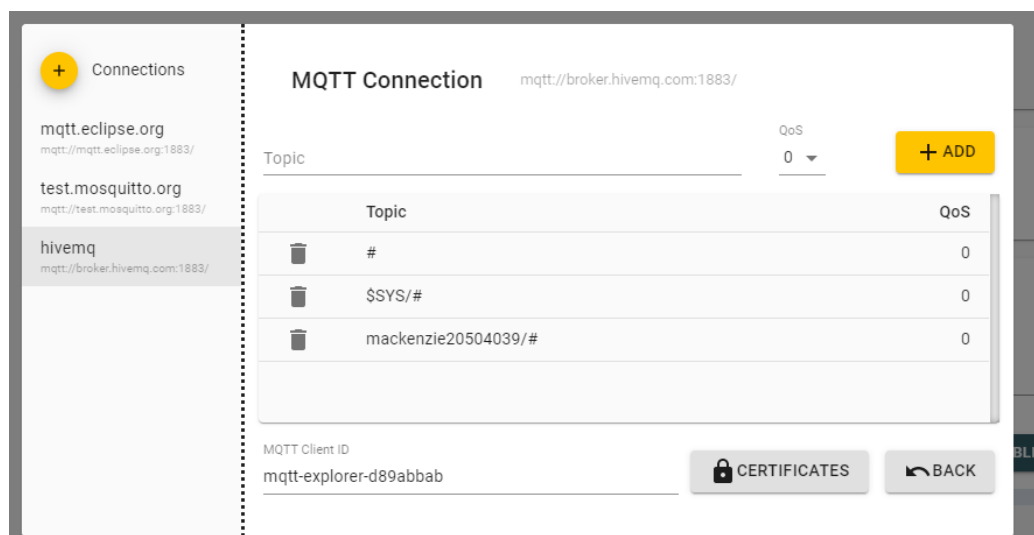 + Connections
mqtt.eclipse.org
mqtt://mqtt.eclipse.org:1883/
test.mosquitto.org
mqtt://test.mosquitto.org:1883/
hivemq
mqtt://broker.hivemq.com:1883/
MQTT Connection mqtt://broker.hivemq.com:1883/
QoS
Topic 0 + ADD
Topic QoS
# 0
$SYS/# 0
mackenzie20504039/# 0
MQTT Client ID
mqtt-explorer-d89abbab
CERTIFICATES BACK